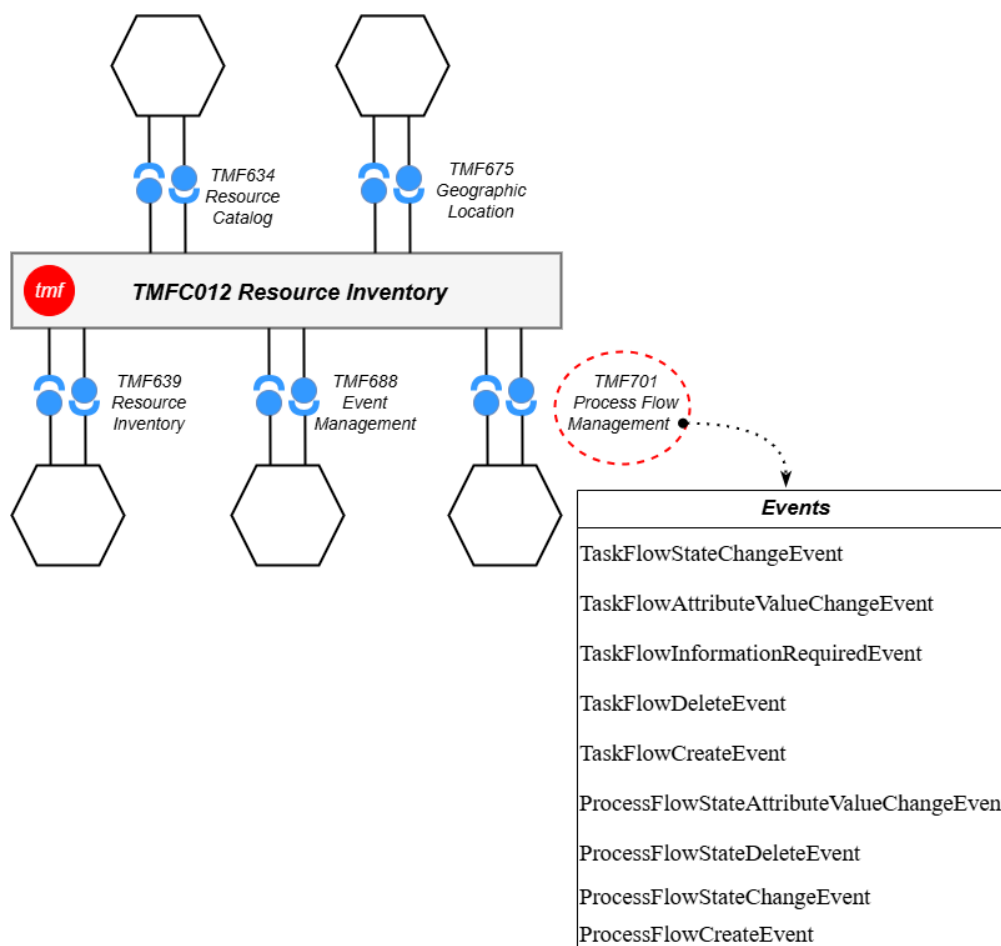 TMF634
Resource
Catalog
TMF675
Geographic
Location
tmf
TMFC012 Resource Inventory
TMF639
Resource
Inventory
TMF688
Event
Management
TMF701
Process Flow
Management
Events
TaskFlowStateChangeEvent
TaskFlowAttributeValueChangeEvent
TaskFlowInformationRequiredEvent
TaskFlowDeleteEvent
TaskFlowCreateEvent
ProcessFlowStateAttributeValueChangeEven
ProcessFlowStateDeleteEvent
ProcessFlowStateChangeEvent
ProcessFlowCreateEvent